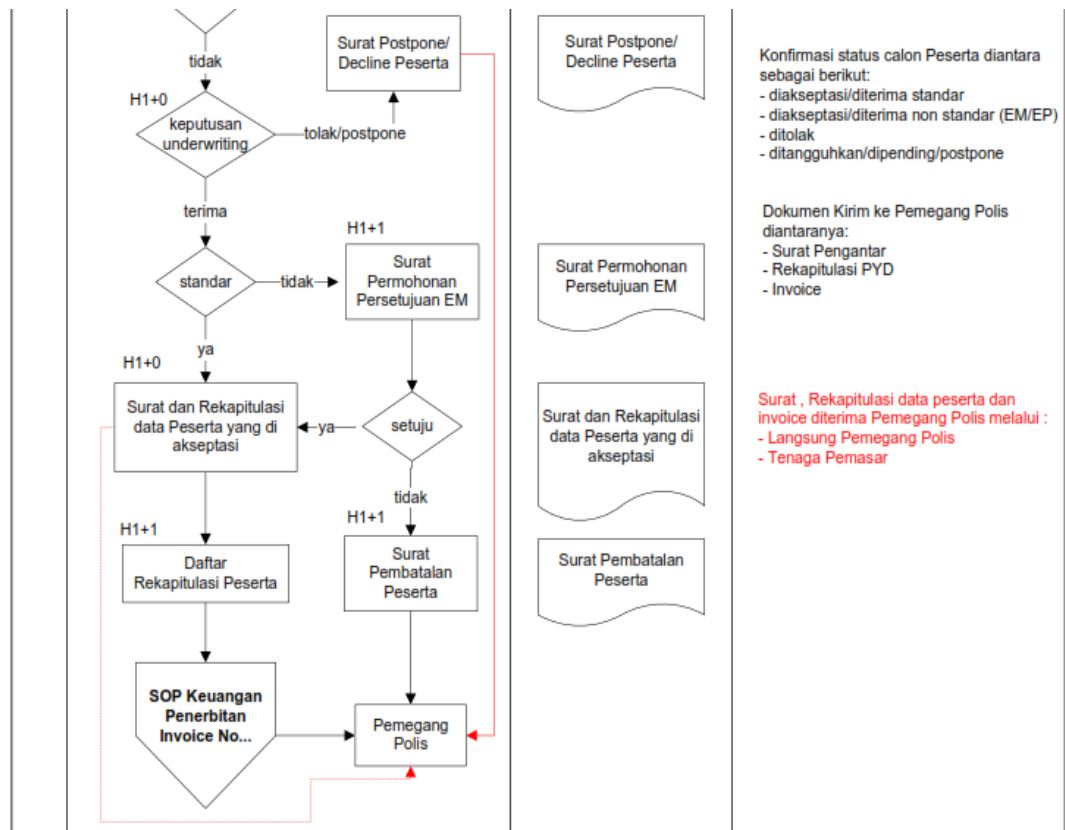 tidak
H1+0
keputusan
underwriting
tolak/postpone
Surat Postpone/
Decline Peserta
terima
standar
tidak
H1+1
Surat
Permohonan
Persetujuan EM
ya
H1+0
Surat dan Rekapitulasi
data Peserta yang di
akseptasi
ya
setuju
tidak
H1+1
Daftar
Rekapitulasi Peserta
H1+1
Surat
Pembatalan
Peserta
SOP Keuangan
Penerbitan
Invoice No...
Pemegang
Polis
Surat Postpone/
Decline Peserta
Surat Permohonan
Persetujuan EM
Surat dan Rekapitulasi
data Peserta yang di
akseptasi
Surat Pembatalan
Peserta
Konfirmasi status calon Peserta diantara
sebagai berikut:
- diakseptasi/diterima standar
- diakseptasi/diterima non standar (EM/EP)
- ditolak
- ditangguhkan/dipending/postpone
Dokumen Kirim ke Pemegang Polis
diantaranya:
- Surat Pengantar
- Rekapitulasi PYD
- Invoice
Surat , Rekapitulasi data peserta dan
invoice diterima Pemegang Polis melalui :
- Langsung Pemegang Polis
- Tenaga Pemasar